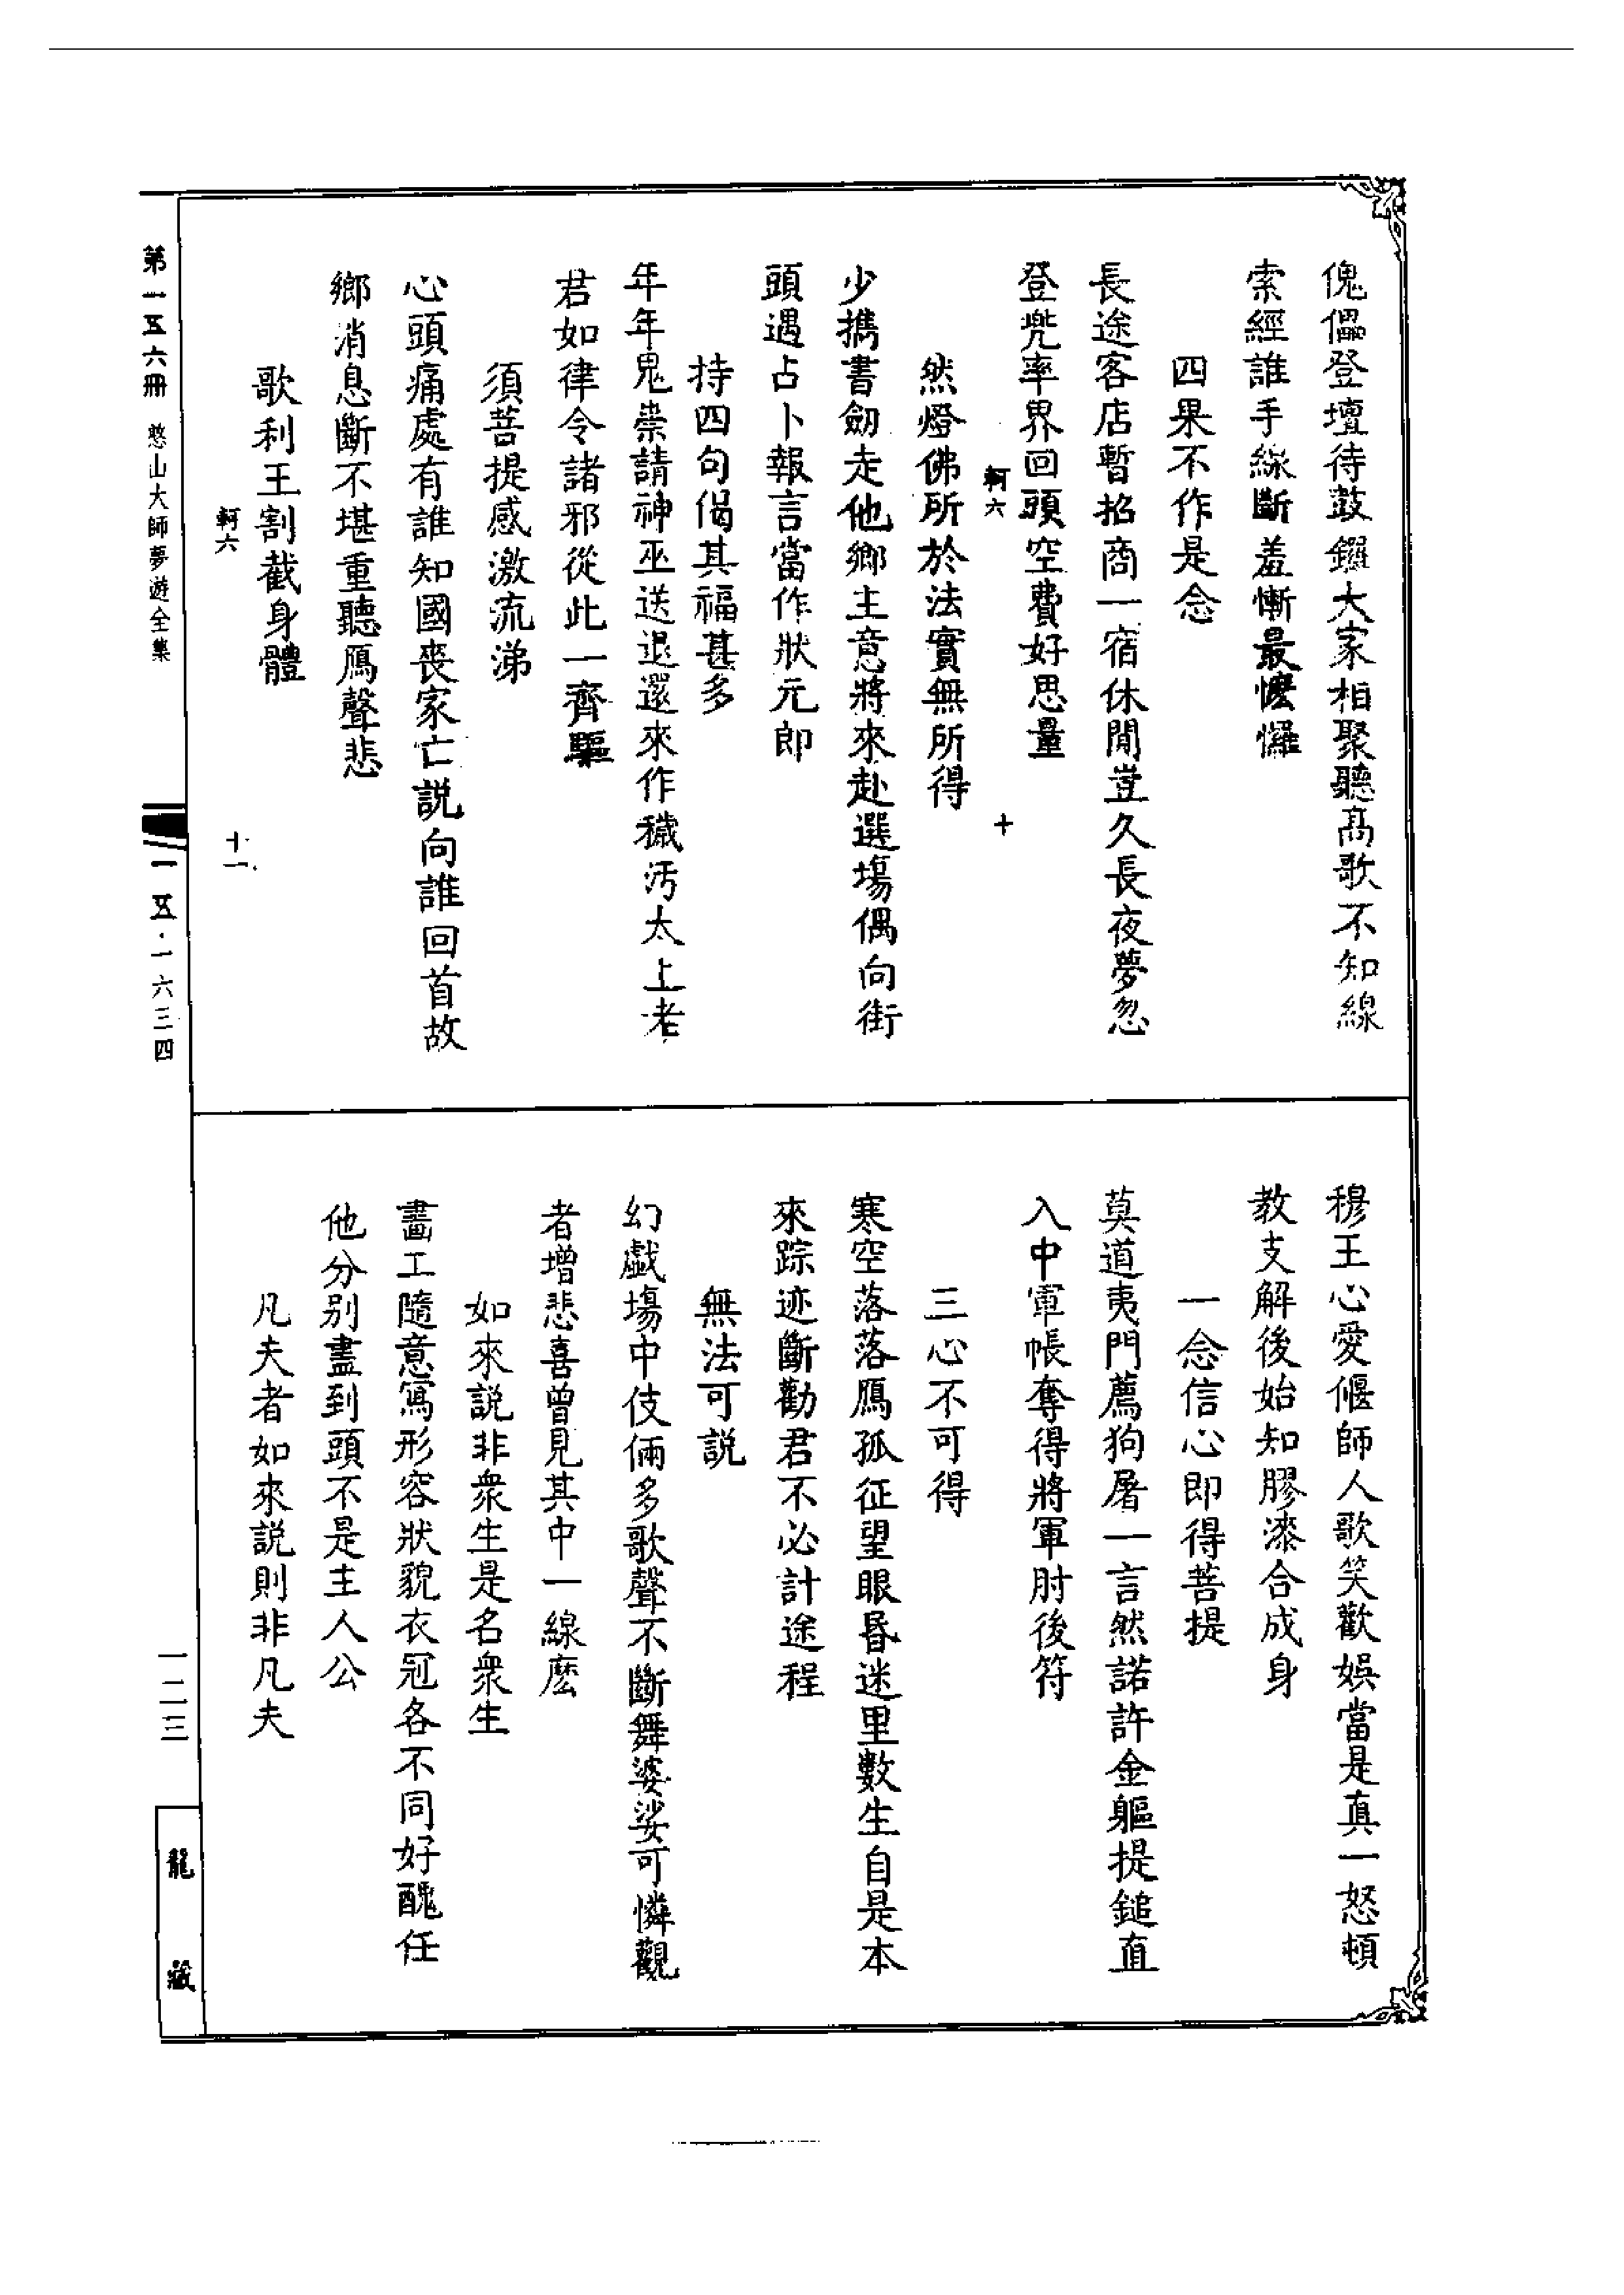 傀儡登壇待鼓鑼大家相聚聽高歌不知線
索經誰手線斷羞慚最懡㦬
四果不作是念
長途客店暫招商一宿休閒豈久長夜夢忽
登兜率界回頭空費好思量
軻六
十
然燈佛所於法實無所得
少携書劒走他鄉主意將來赴選塲偶向街
頭遇占卜報言當作狀元郎
持四句偈其福甚多
年年鬼祟請神巫送退還來作穢汚太上老
君如律令諸邪從此一齊驅
須菩提感激流涕
心頭痛處有誰知國喪家亡説向誰回首故
鄉消息斷不堪重聽鴈聲悲
歌利王割截身體
軻六
十一
穆王心愛偃師人歌笑歡娛當是真一怒頓
教支解後始知膠漆合成身
一念信心即得菩提
莫道夷門薦狗屠一言然諾許金軀提鎚直
入中軍帳奪得將軍肘後符
三心不可得
寒空落落鴈孤征望眼昏迷里數生自是本
來踪迹斷勸君不必計途程
無法可説
幻戲塲中伎倆多歌聲不斷舞婆娑可憐觀
者增悲喜曾見其中一線麽
如來説非衆生是名衆生
畵工隨意寫形容狀貌衣冠各不同好醜任
他分别盡到頭不是主人公
凡夫者如來説則非凡夫
第一五六冊 憨山大師夢遊全集
一五·一六三四
一二三
龍藏